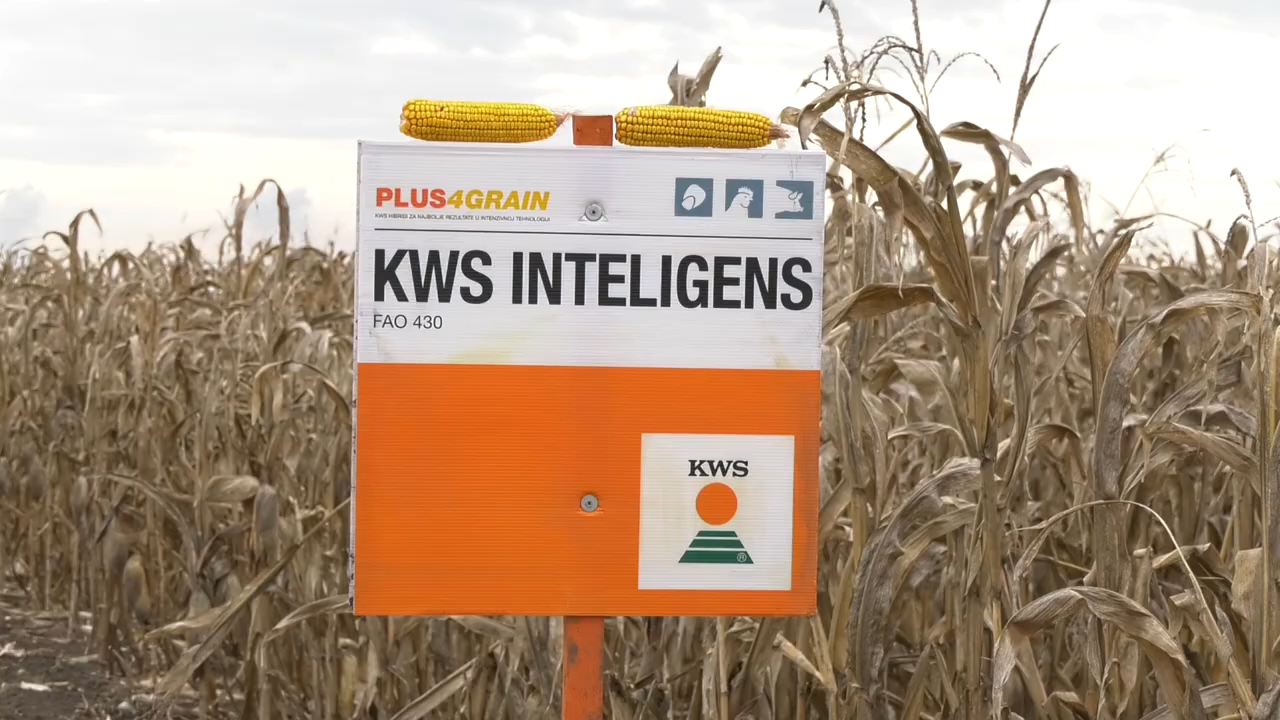 PLUS4GRAIN
KWS HIBRIDI ZA NAJBOLJE REZULTATE U INTENZIVNOJ TEHNOLOGIJI
KWS INTELIGENS
FAO 430
KWS
®